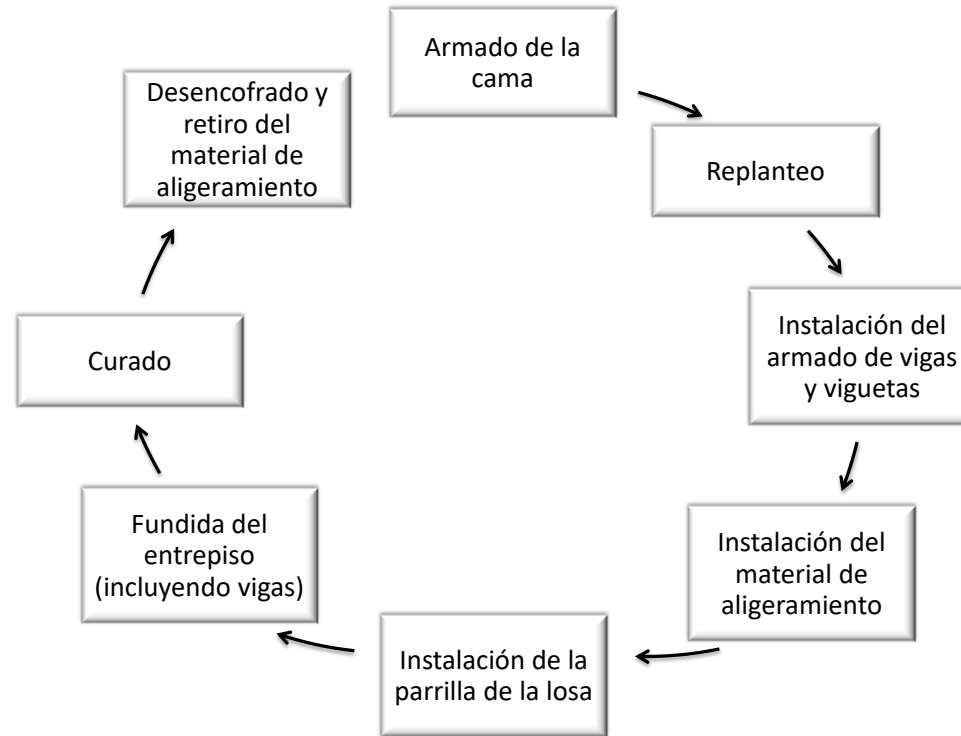 Armado de la
cama
Replanteo
Instalación del
armado de vigas
y viguetas
Instalación del
material de
aligeramiento
Instalación de la
parrilla de la losa
Fundida del
entrepiso
(incluyendo vigas)
Curado
Desencofrado y
retiro del
material de
aligeramiento